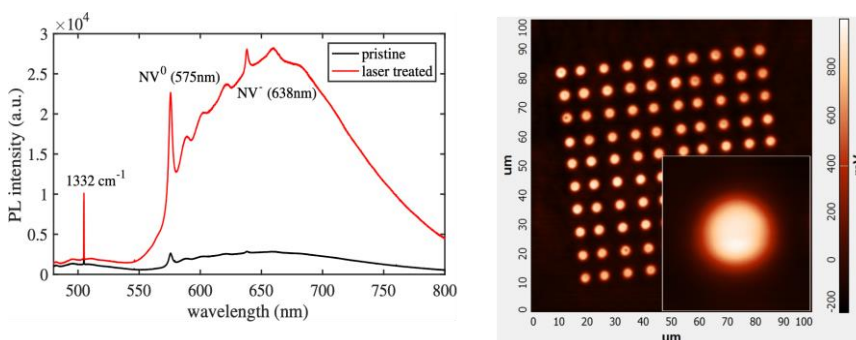 ×10⁴
3
2.5
2
1.5
1
0.5
0
PL intensity (a.u.)
pristine
laser treated
NV⁰ (575nm)
NV⁻ (638nm)
1332 cm⁻¹
500 550 600 650 700 750 800
wavelength (nm)
100
90
80
70
60
50
40
30
20
10
0
um
0 10 20 30 40 50 60 70 80 90 100
um
800
600
400
200
0
-200